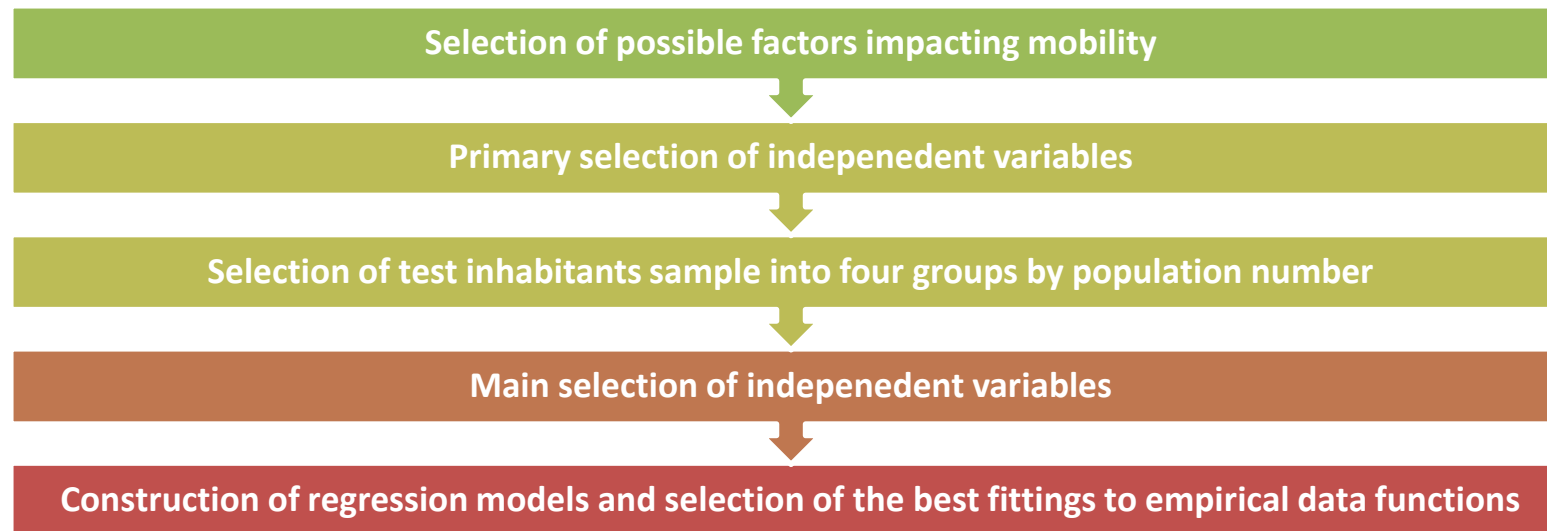 Selection of possible factors impacting mobility
Primary selection of indepenedent variables
Selection of test inhabitants sample into four groups by population number
Main selection of indepenedent variables
Construction of regression models and selection of the best fittings to empirical data functions